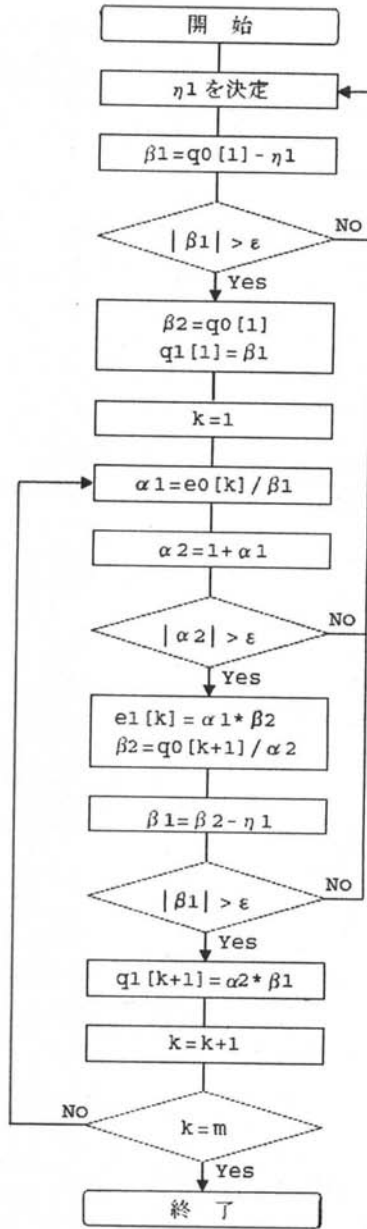 開 始
η1を決定
β1=q0[1]-η1
|β1|>ε
No
Yes
β2=q0[1]
q1[1]=β1
k=1
α1=e0[k]/β1
α2=1+α1
|α2|>ε
No
Yes
e1[k]=α1*β2
β2=q0[k+1]/α2
β1=β2-η1
|β1|>ε
No
Yes
q1[k+1]=α2*β1
k=k+1
No
k=m
Yes
終 了